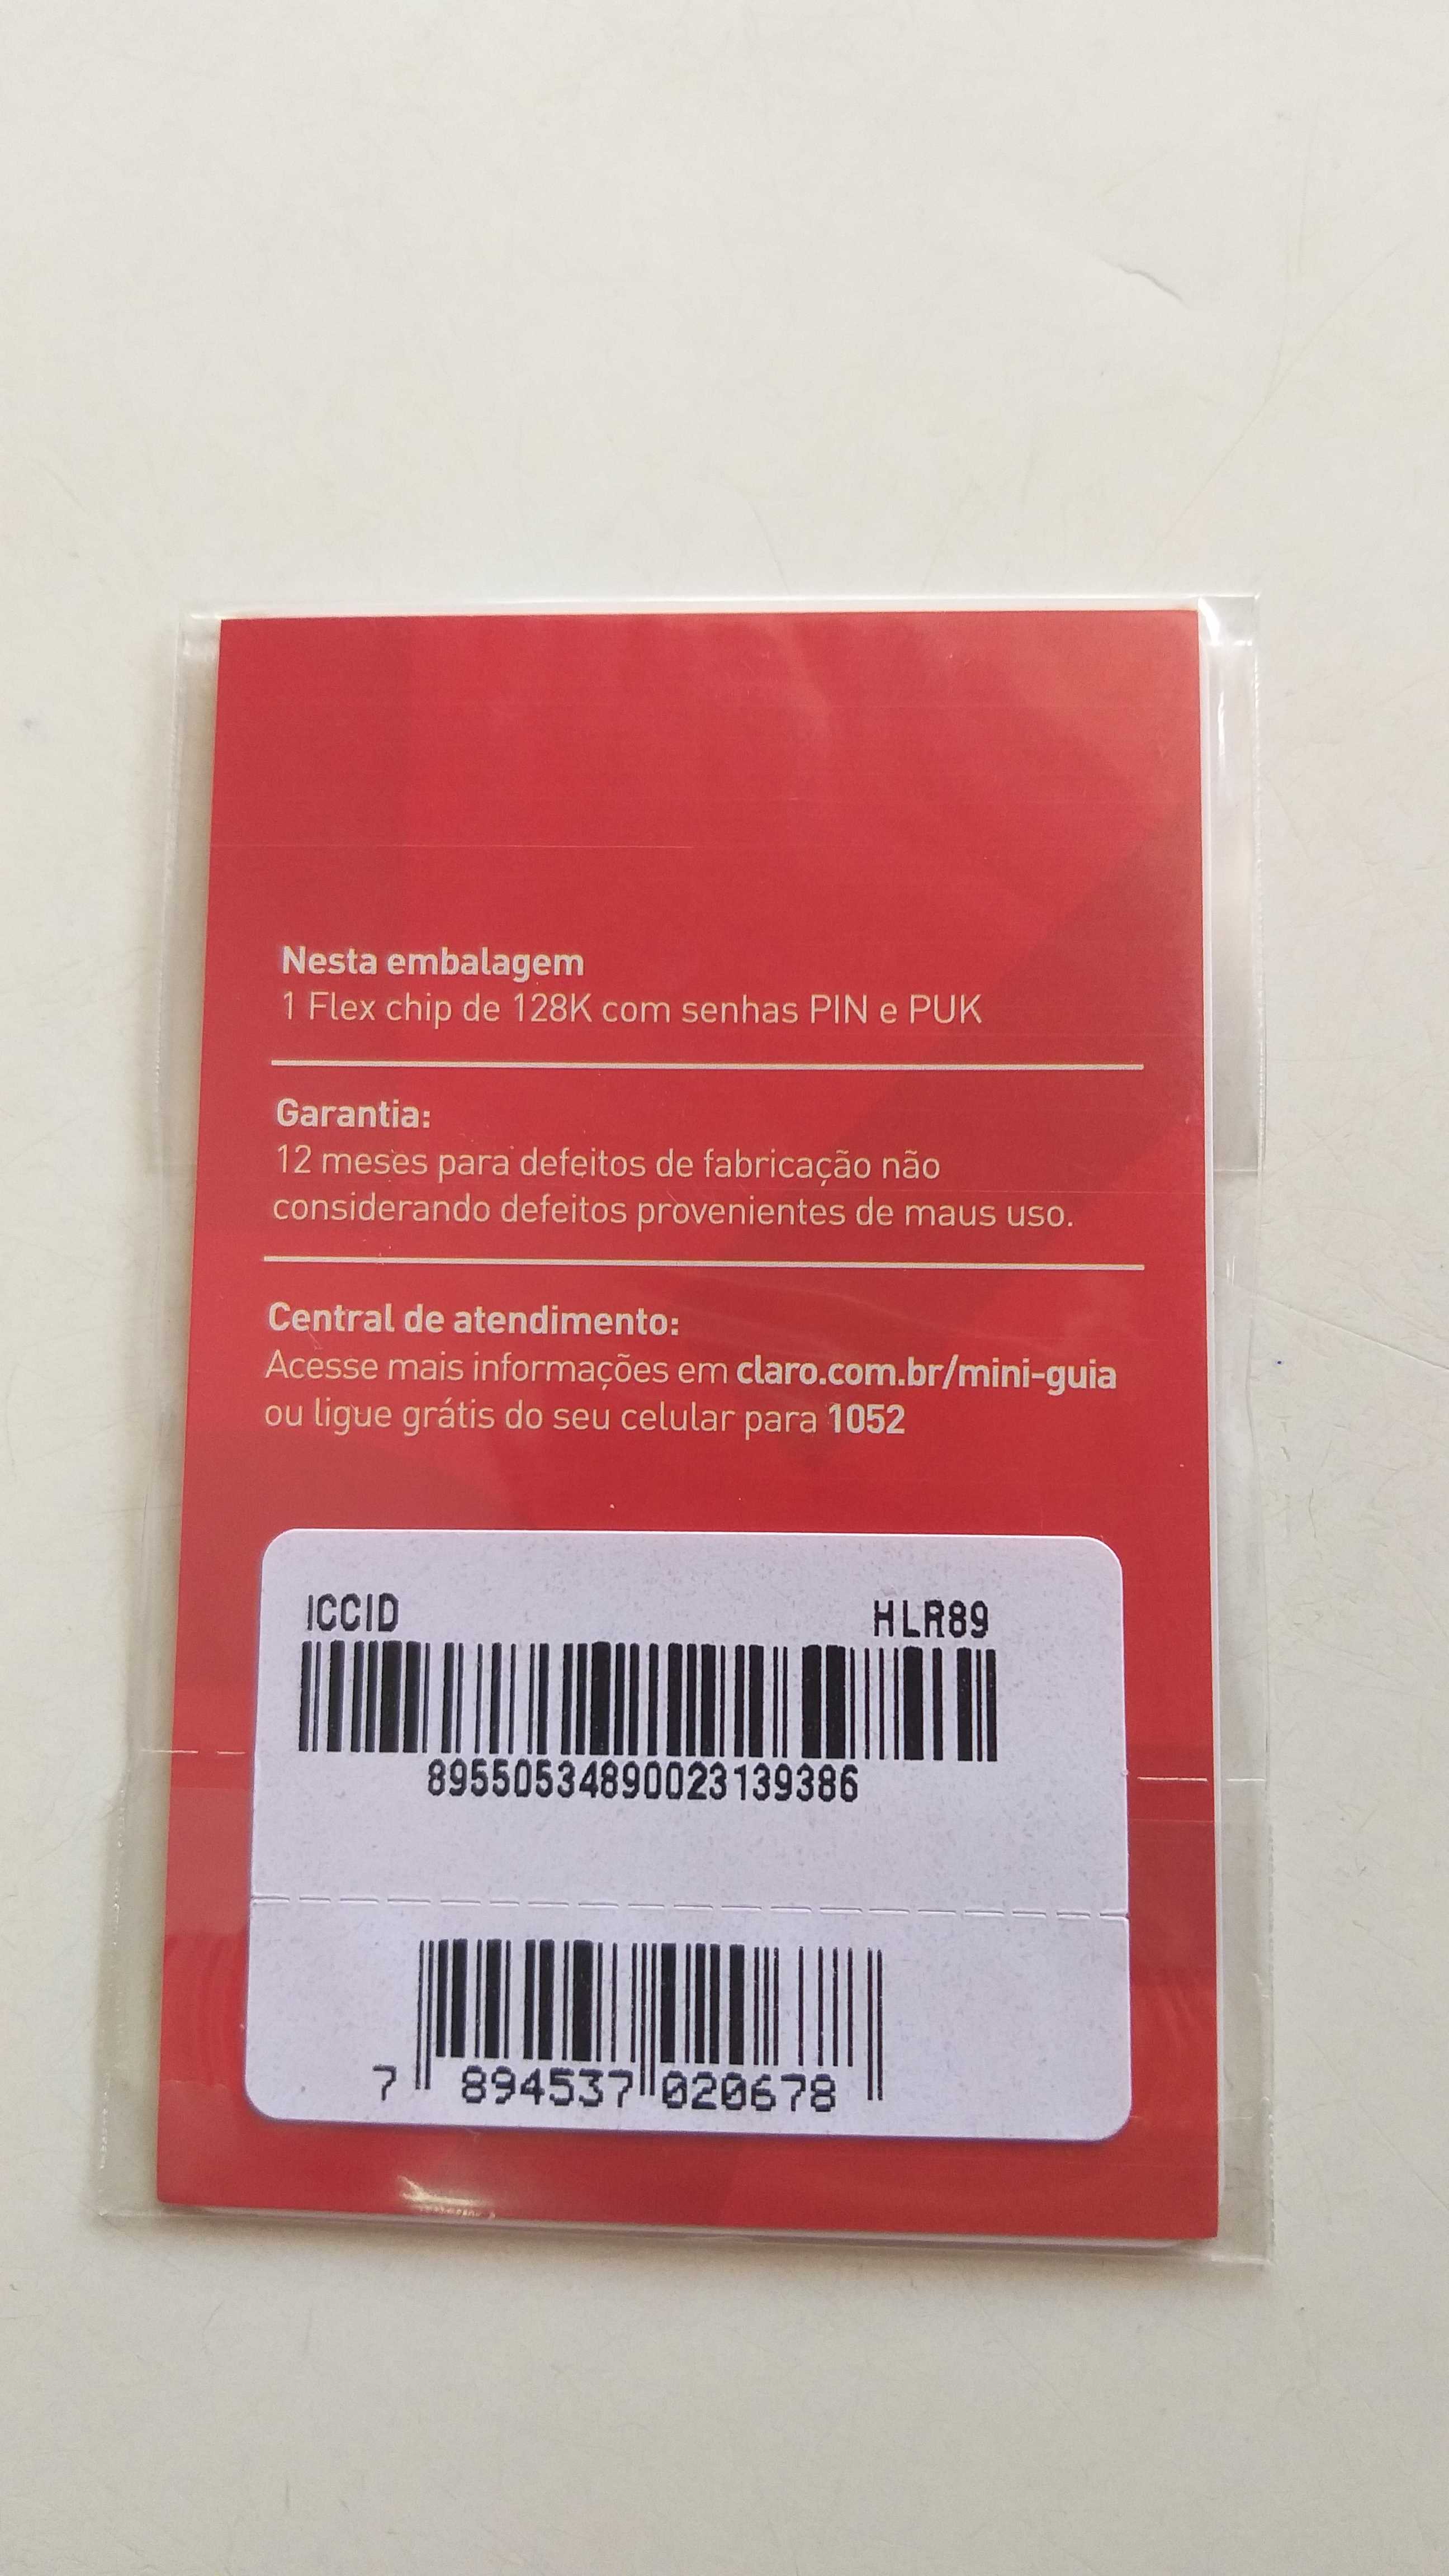 Nesta embalagem
1 Flex chip de 128K com senhas PIN e PUK
Garantia:
12 meses para defeitos de fabricação não
considerando defeitos provenientes de maus uso.
Central de atendimento:
Acesse mais informações em claro.com.br/mini-guia
ou ligue grátis do seu celular para 1052
ICCID HLR89
89550534890023139386
7 894537 020678